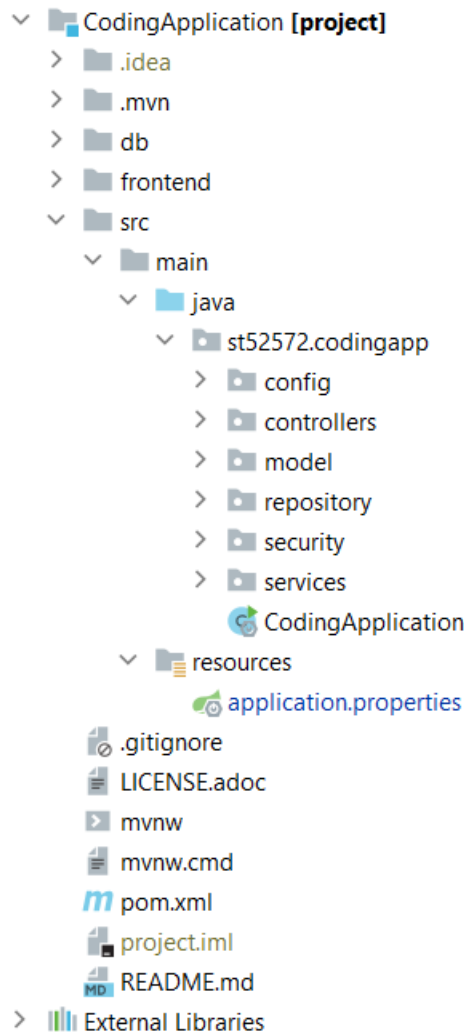 CodingApplication [project]
.idea
.mvn
db
frontend
src
main
java
st52572.codingapp
config
controllers
model
repository
security
services
C CodingApplication
resources
application.properties
.gitignore
LICENSE.adoc
mvnw
mvnw.cmd
m pom.xml
project.iml
MD README.md
External Libraries